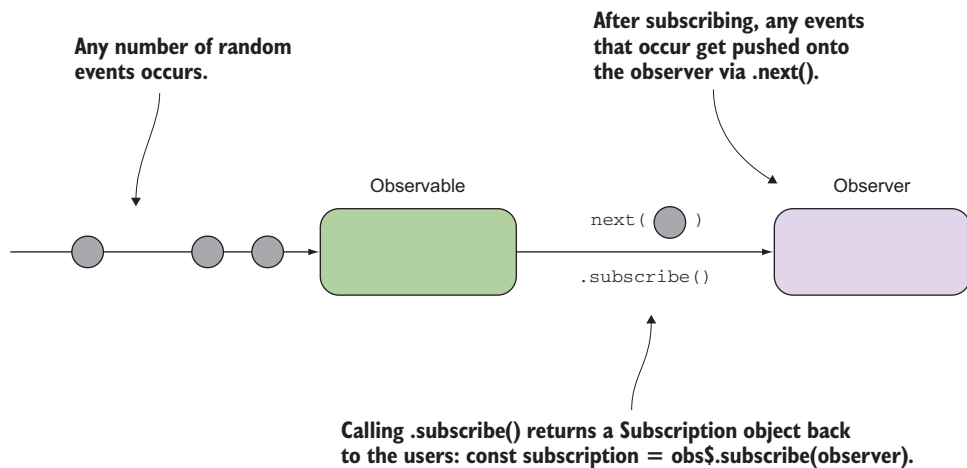 Any number of random
events occurs.
After subscribing, any events
that occur get pushed onto
the observer via .next().
Observable
Observer
next( )
.subscribe()
Calling .subscribe() returns a Subscription object back
to the users: const subscription = obs$.subscribe(observer).